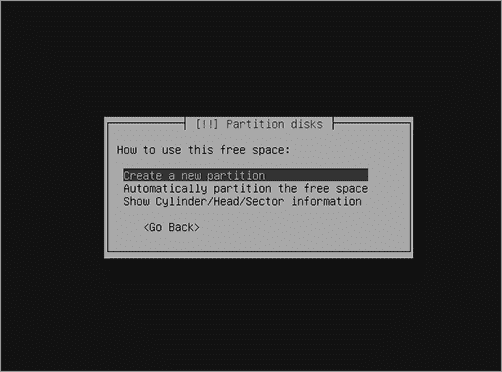 [!!] Partition disks
How to use this free space:
Create a new partition
Automatically partition the free space
Show Cylinder/Head/Sector information
<Go Back>